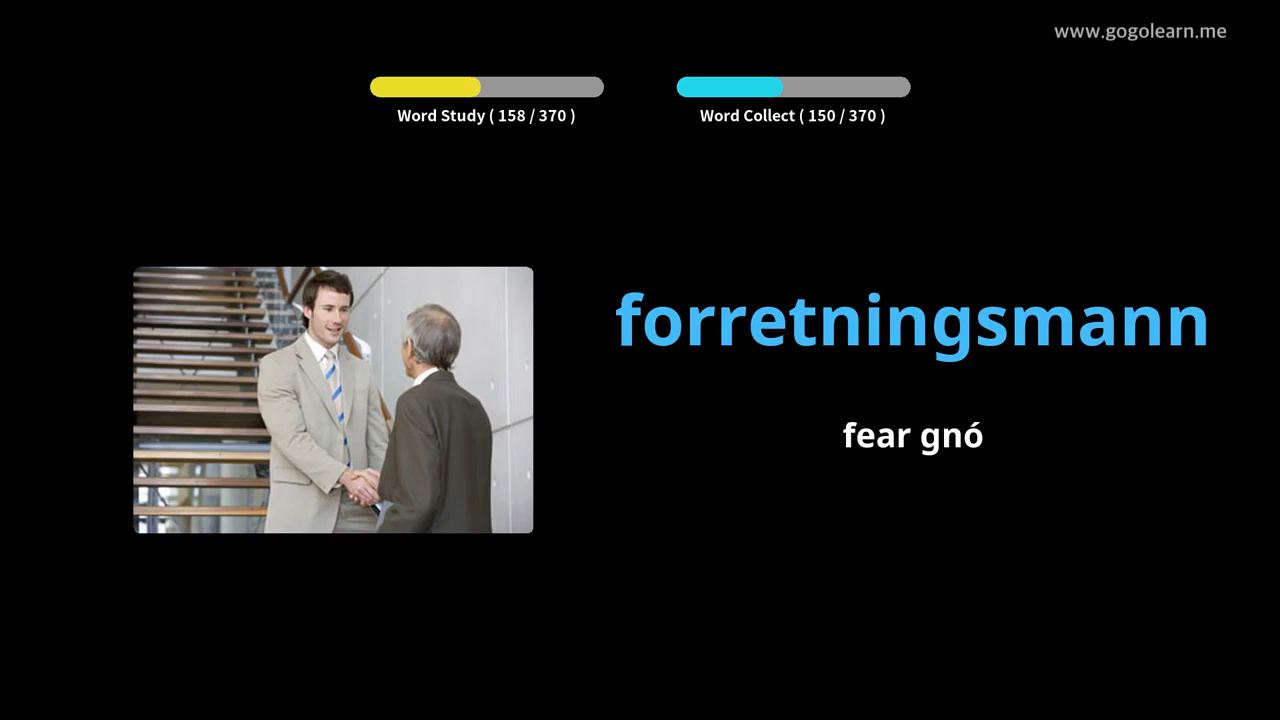 www.gogolearn.me
Word Study ( 158 / 370 )
Word Collect ( 150 / 370 )
forretningsmann
fear gnó